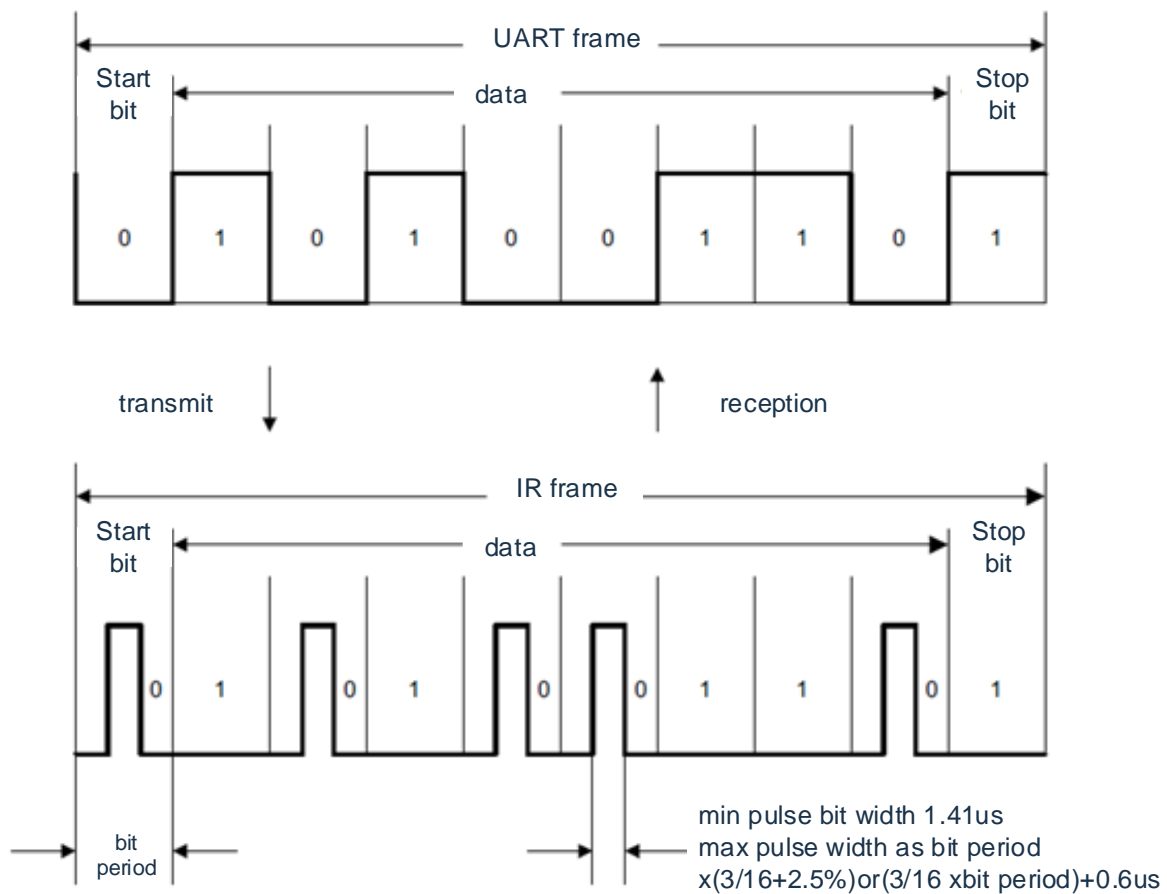 UART frame
Start bit
data
Stop bit
0 1 0 1 0 0 1 1 0 1
transmit
reception
IR frame
Start bit
data
Stop bit
0 1 0 1 0 0 1 1 0 1
bit period
min pulse bit width 1.41us
max pulse width as bit period
x(3/16+2.5%)or(3/16 xbit period)+0.6us